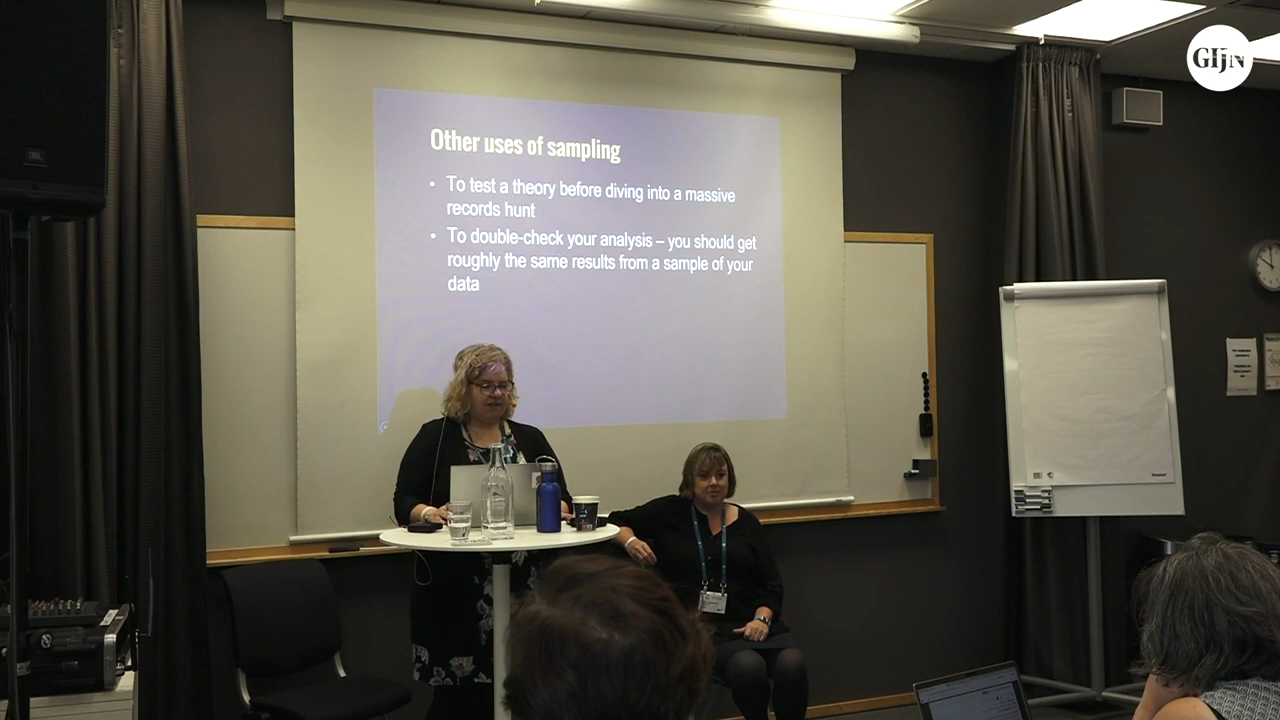 GIJN
Other uses of sampling
• To test a theory before diving into a massive
records hunt
• To double-check your analysis – you should get
roughly the same results from a sample of your
data
JBL